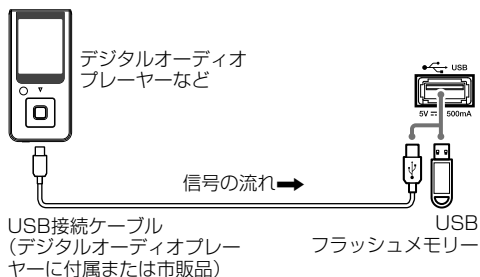 デジタルオーディオ
プレーヤーなど
USB
5V 500mA
信号の流れ
USB接続ケーブル
（デジタルオーディオプレー
ヤーに付属または市販品）
USB
フラッシュメモリー